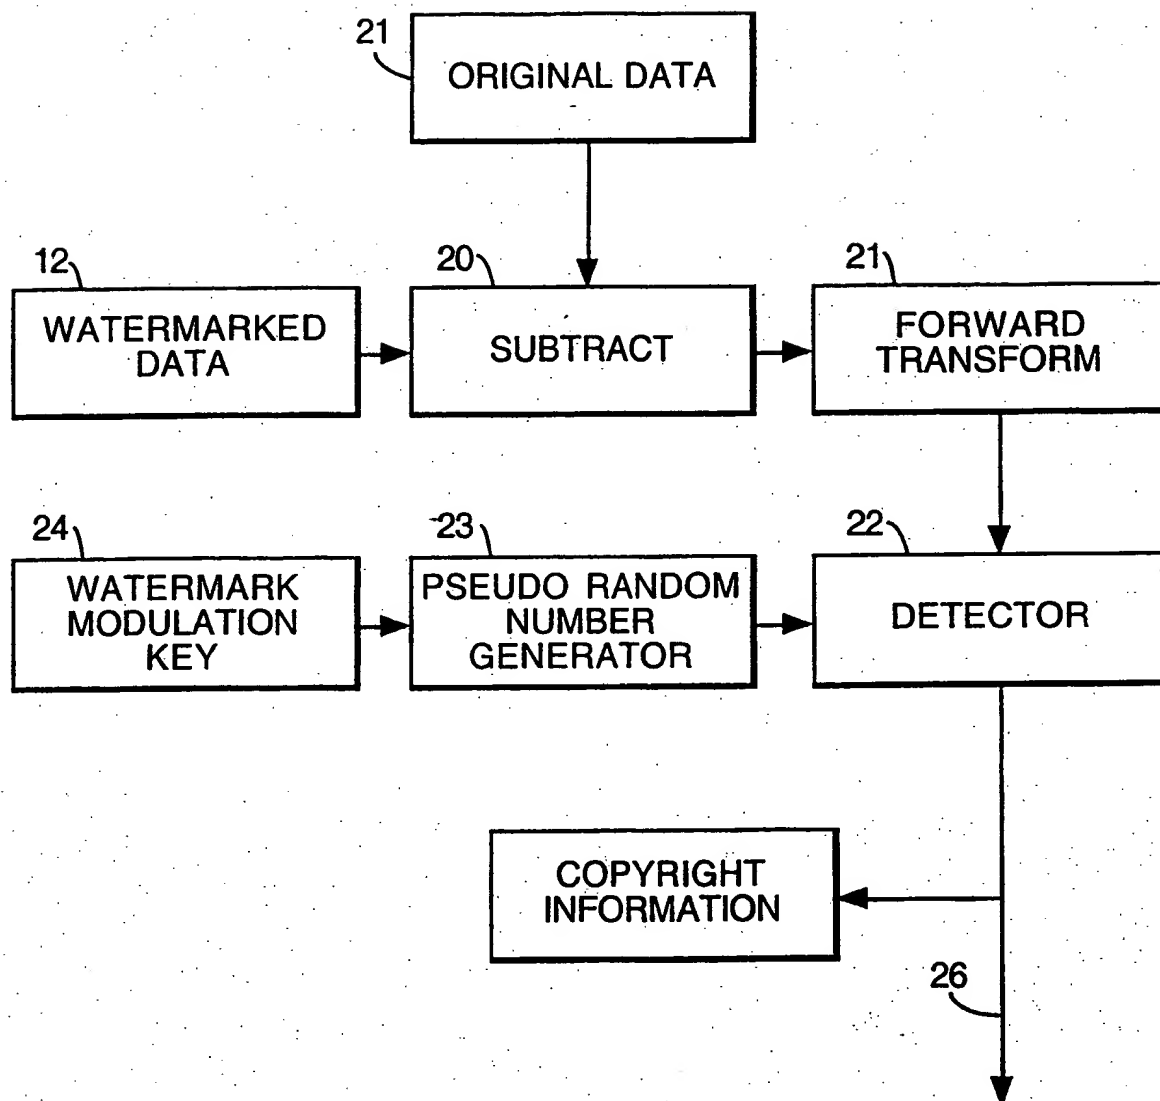 21
ORIGINAL DATA
12
WATERMARKED
DATA
20
SUBTRACT
21
FORWARD
TRANSFORM
24
WATERMARK
MODULATION
KEY
23
PSEUDO RANDOM
NUMBER
GENERATOR
22
DETECTOR
COPYRIGHT
INFORMATION
26